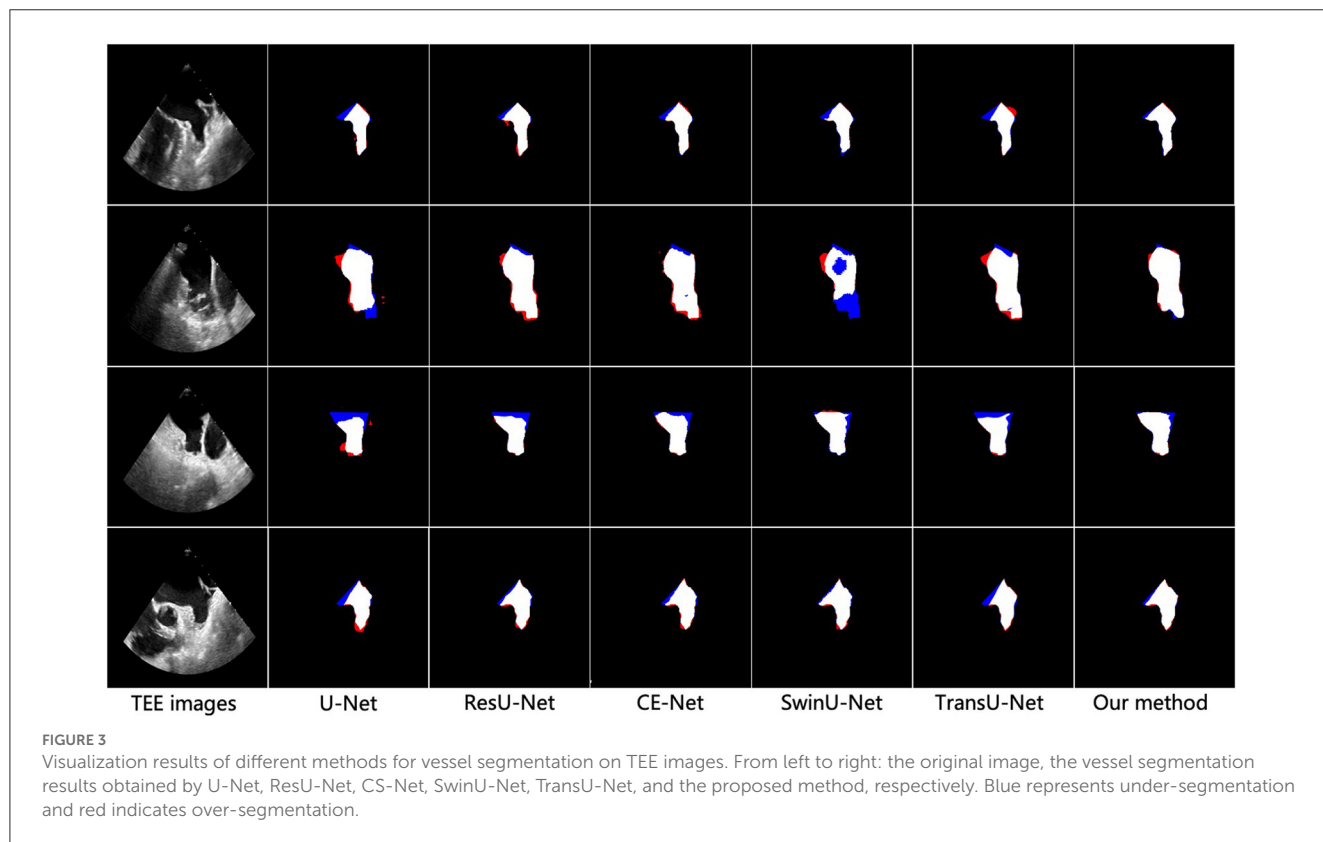 TEE images U-Net ResU-Net CE-Net SwinU-Net TransU-Net Our method
FIGURE 3
Visualization results of different methods for vessel segmentation on TEE images. From left to right: the original image, the vessel segmentation
results obtained by U-Net, ResU-Net, CS-Net, SwinU-Net, TransU-Net, and the proposed method, respectively. Blue represents under-segmentation
and red indicates over-segmentation.